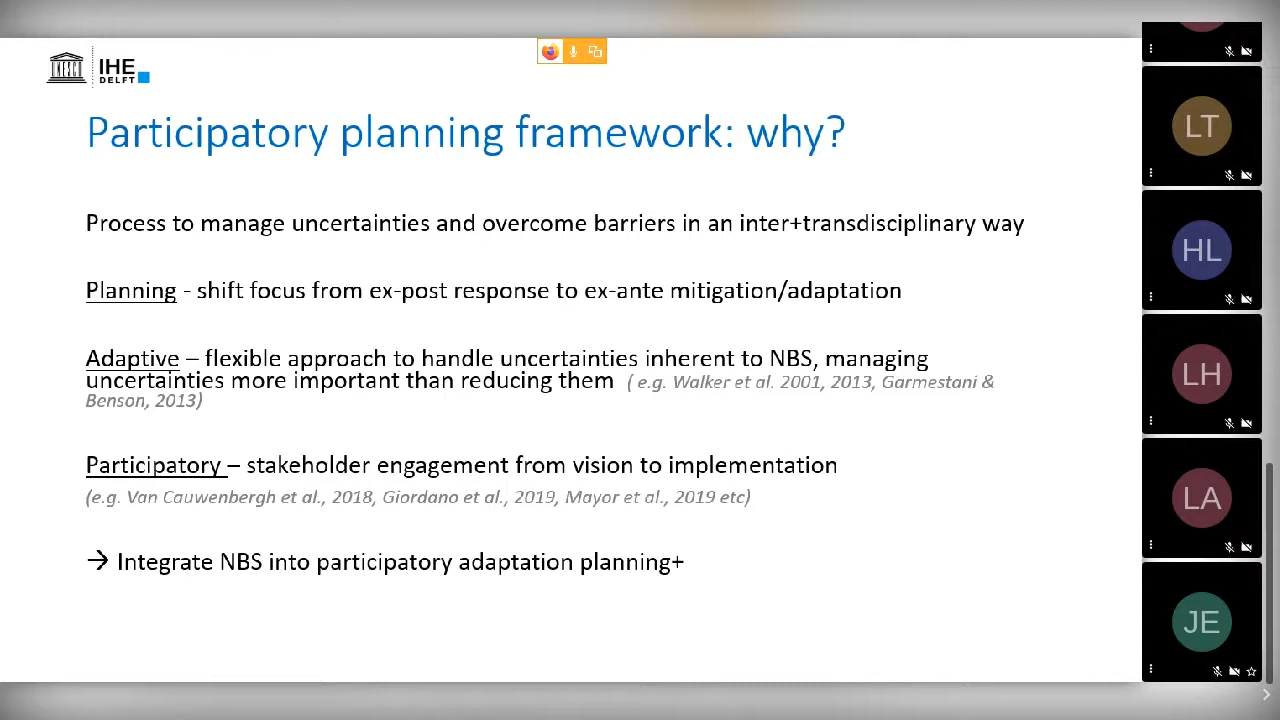 UNESCO
IHE
DELFT
Participatory planning framework: why?
Process to manage uncertainties and overcome barriers in an inter+transdisciplinary way
Planning - shift focus from ex-post response to ex-ante mitigation/adaptation
Adaptive – flexible approach to handle uncertainties inherent to NBS, managing
uncertainties more important than reducing them ( e.g. Walker et al. 2001, 2013, Garmestani &
Benson, 2013)
Participatory – stakeholder engagement from vision to implementation
(e.g. Van Cauwenbergh et al., 2018, Giordano et al., 2019, Mayor et al., 2019 etc)
→ Integrate NBS into participatory adaptation planning+
LT
HL
LH
LA
JE